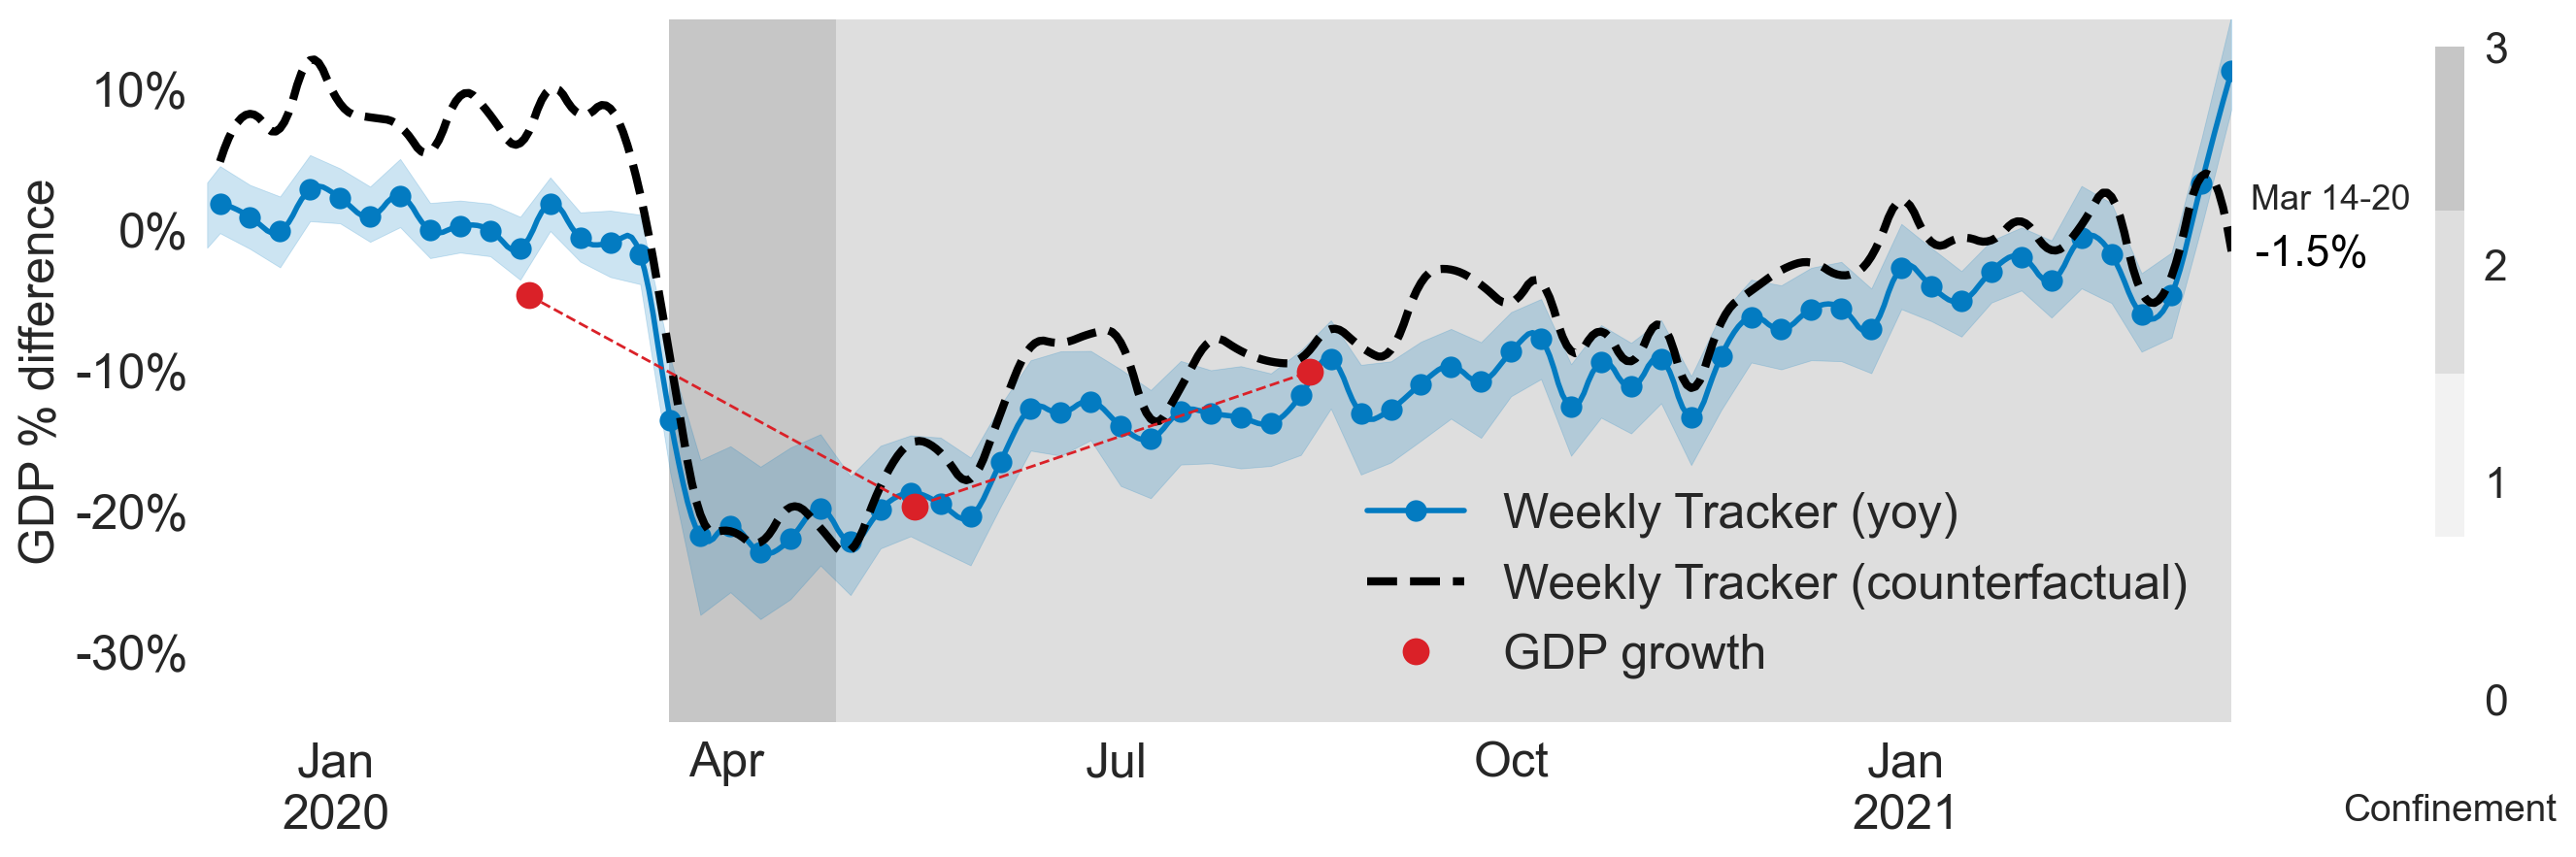 GDP % difference
10%
0%
-10%
-20%
-30%
Jan
2020
Apr
Jul
Oct
Jan
2021
Weekly Tracker (yoy)
Weekly Tracker (counterfactual)
GDP growth
Mar 14-20
-1.5%
3
2
1
0
Confinement